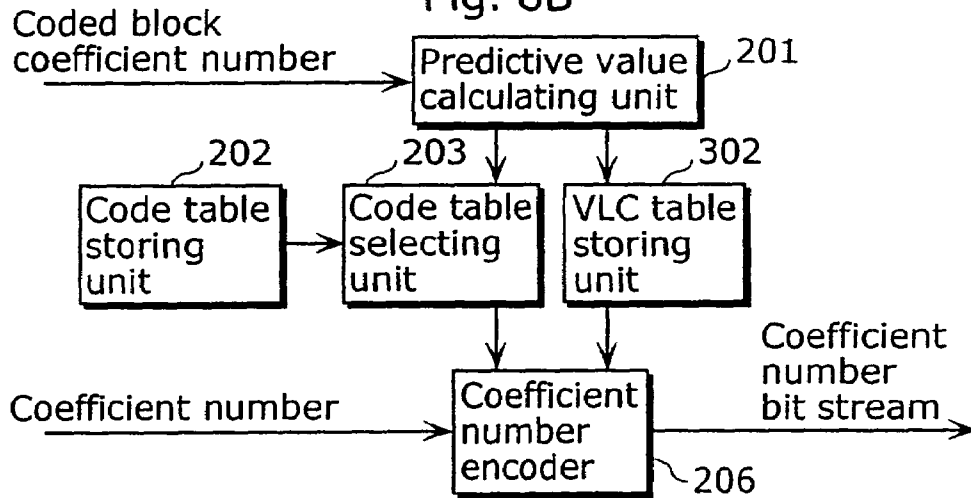 Fig.
Coded block
coefficient number
Predictive value
calculating unit
201
202
203
302
Code table
storing
unit
Code table
selecting
unit
VLC table
storing
unit
Coefficient number
Coefficient
number
encoder
206
Coefficient
number
bit stream